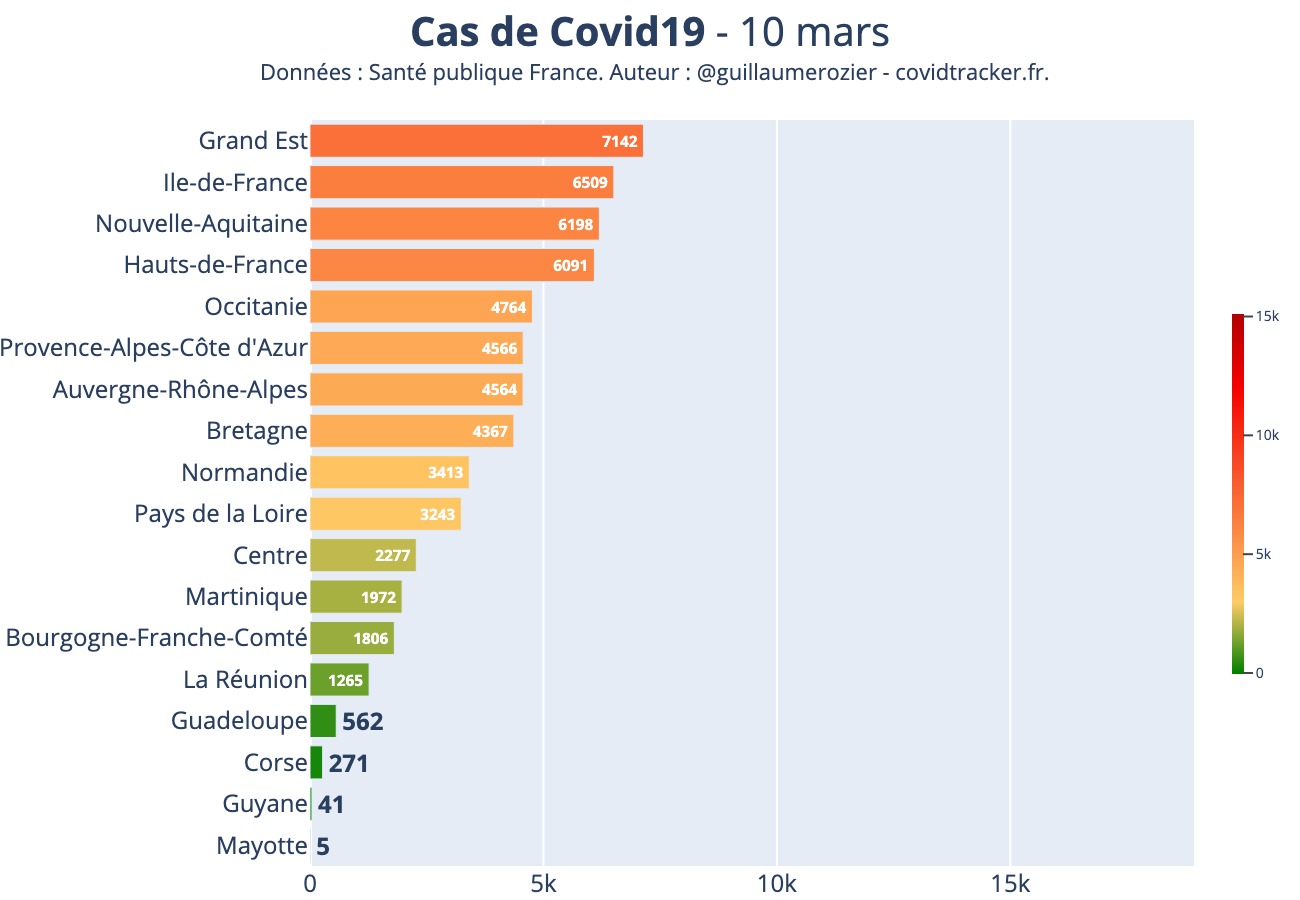 Cas de Covid19 - 10 mars
Données : Santé publique France. Auteur : @guillaumerozier - covidtracker.fr.
Grand Est 7142
Ile-de-France 6509
Nouvelle-Aquitaine 6198
Hauts-de-France 6091
Occitanie 4764
Provence-Alpes-Côte d'Azur 4566
Auvergne-Rhône-Alpes 4564
Bretagne 4367
Normandie 3413
Pays de la Loire 3243
Centre 2277
Martinique 1972
Bourgogne-Franche-Comté 1806
La Réunion 1265
Guadeloupe 562
Corse 271
Guyane 41
Mayotte 5
0 5k 10k 15k
15k
10k
5k
0